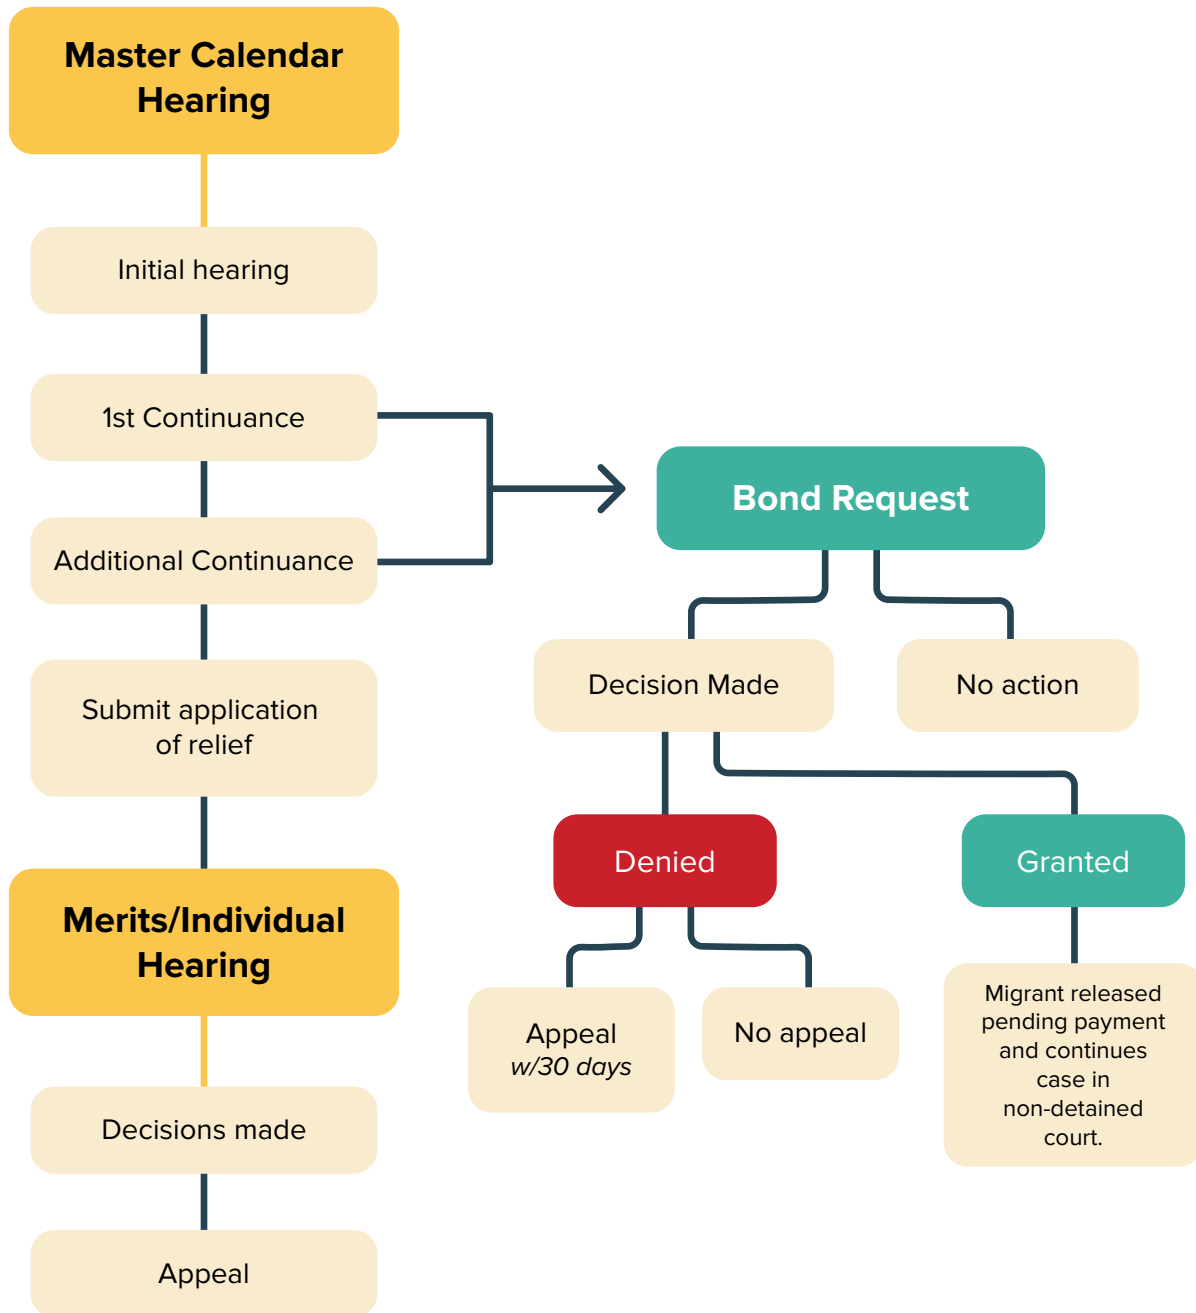 Master Calendar
Hearing
Initial hearing
1st Continuance
Additional Continuance
Submit application
of relief
Merits/Individual
Hearing
Decisions made
Appeal
Bond Request
Decision Made
No action
Denied
Granted
Appeal
w/30 days
No appeal
Migrant released
pending payment
and continues
case in
non-detained
court.